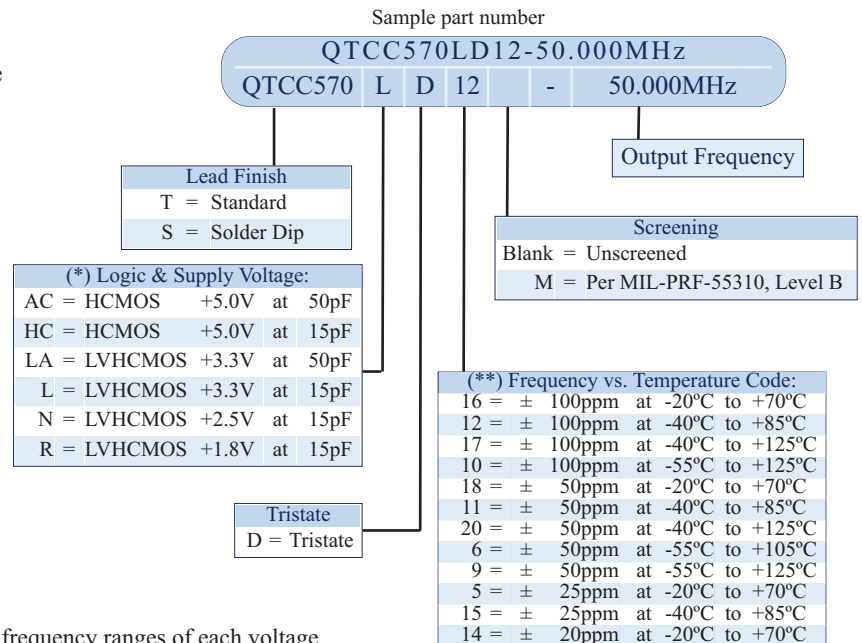 Sample part number
e
QTCC570LD12-50.000MHz
QTCC570 L D 12 - 50.000MHz
Output Frequency
Lead Finish
T = Standard
S = Solder Dip
Screening
Blank = Unscreened
M = Per MIL-PRF-55310, Level B
(*) Logic & Supply Voltage:
AC = HCMOS +5.0V at 50pF
HC = HCMOS +5.0V at 15pF
LA = LVHCMOS +3.3V at 50pF
L = LVHCMOS +3.3V at 15pF
N = LVHCMOS +2.5V at 15pF
R = LVHCMOS +1.8V at 15pF
(**) Frequency vs. Temperature Code:
16 = ± 100ppm at -20ºC to +70ºC
12 = ± 100ppm at -40ºC to +85ºC
17 = ± 100ppm at -40ºC to +125ºC
10 = ± 100ppm at -55ºC to +125ºC
18 = ± 50ppm at -20ºC to +70ºC
11 = ± 50ppm at -40ºC to +85ºC
20 = ± 50ppm at -40ºC to +125ºC
6 = ± 50ppm at -55ºC to +105ºC
9 = ± 50ppm at -55ºC to +125ºC
5 = ± 25ppm at -20ºC to +70ºC
15 = ± 25ppm at -40ºC to +85ºC
14 = ± 20ppm at -20ºC to +70ºC
Tristate
D = Tristate
frequency ranges of each voltage